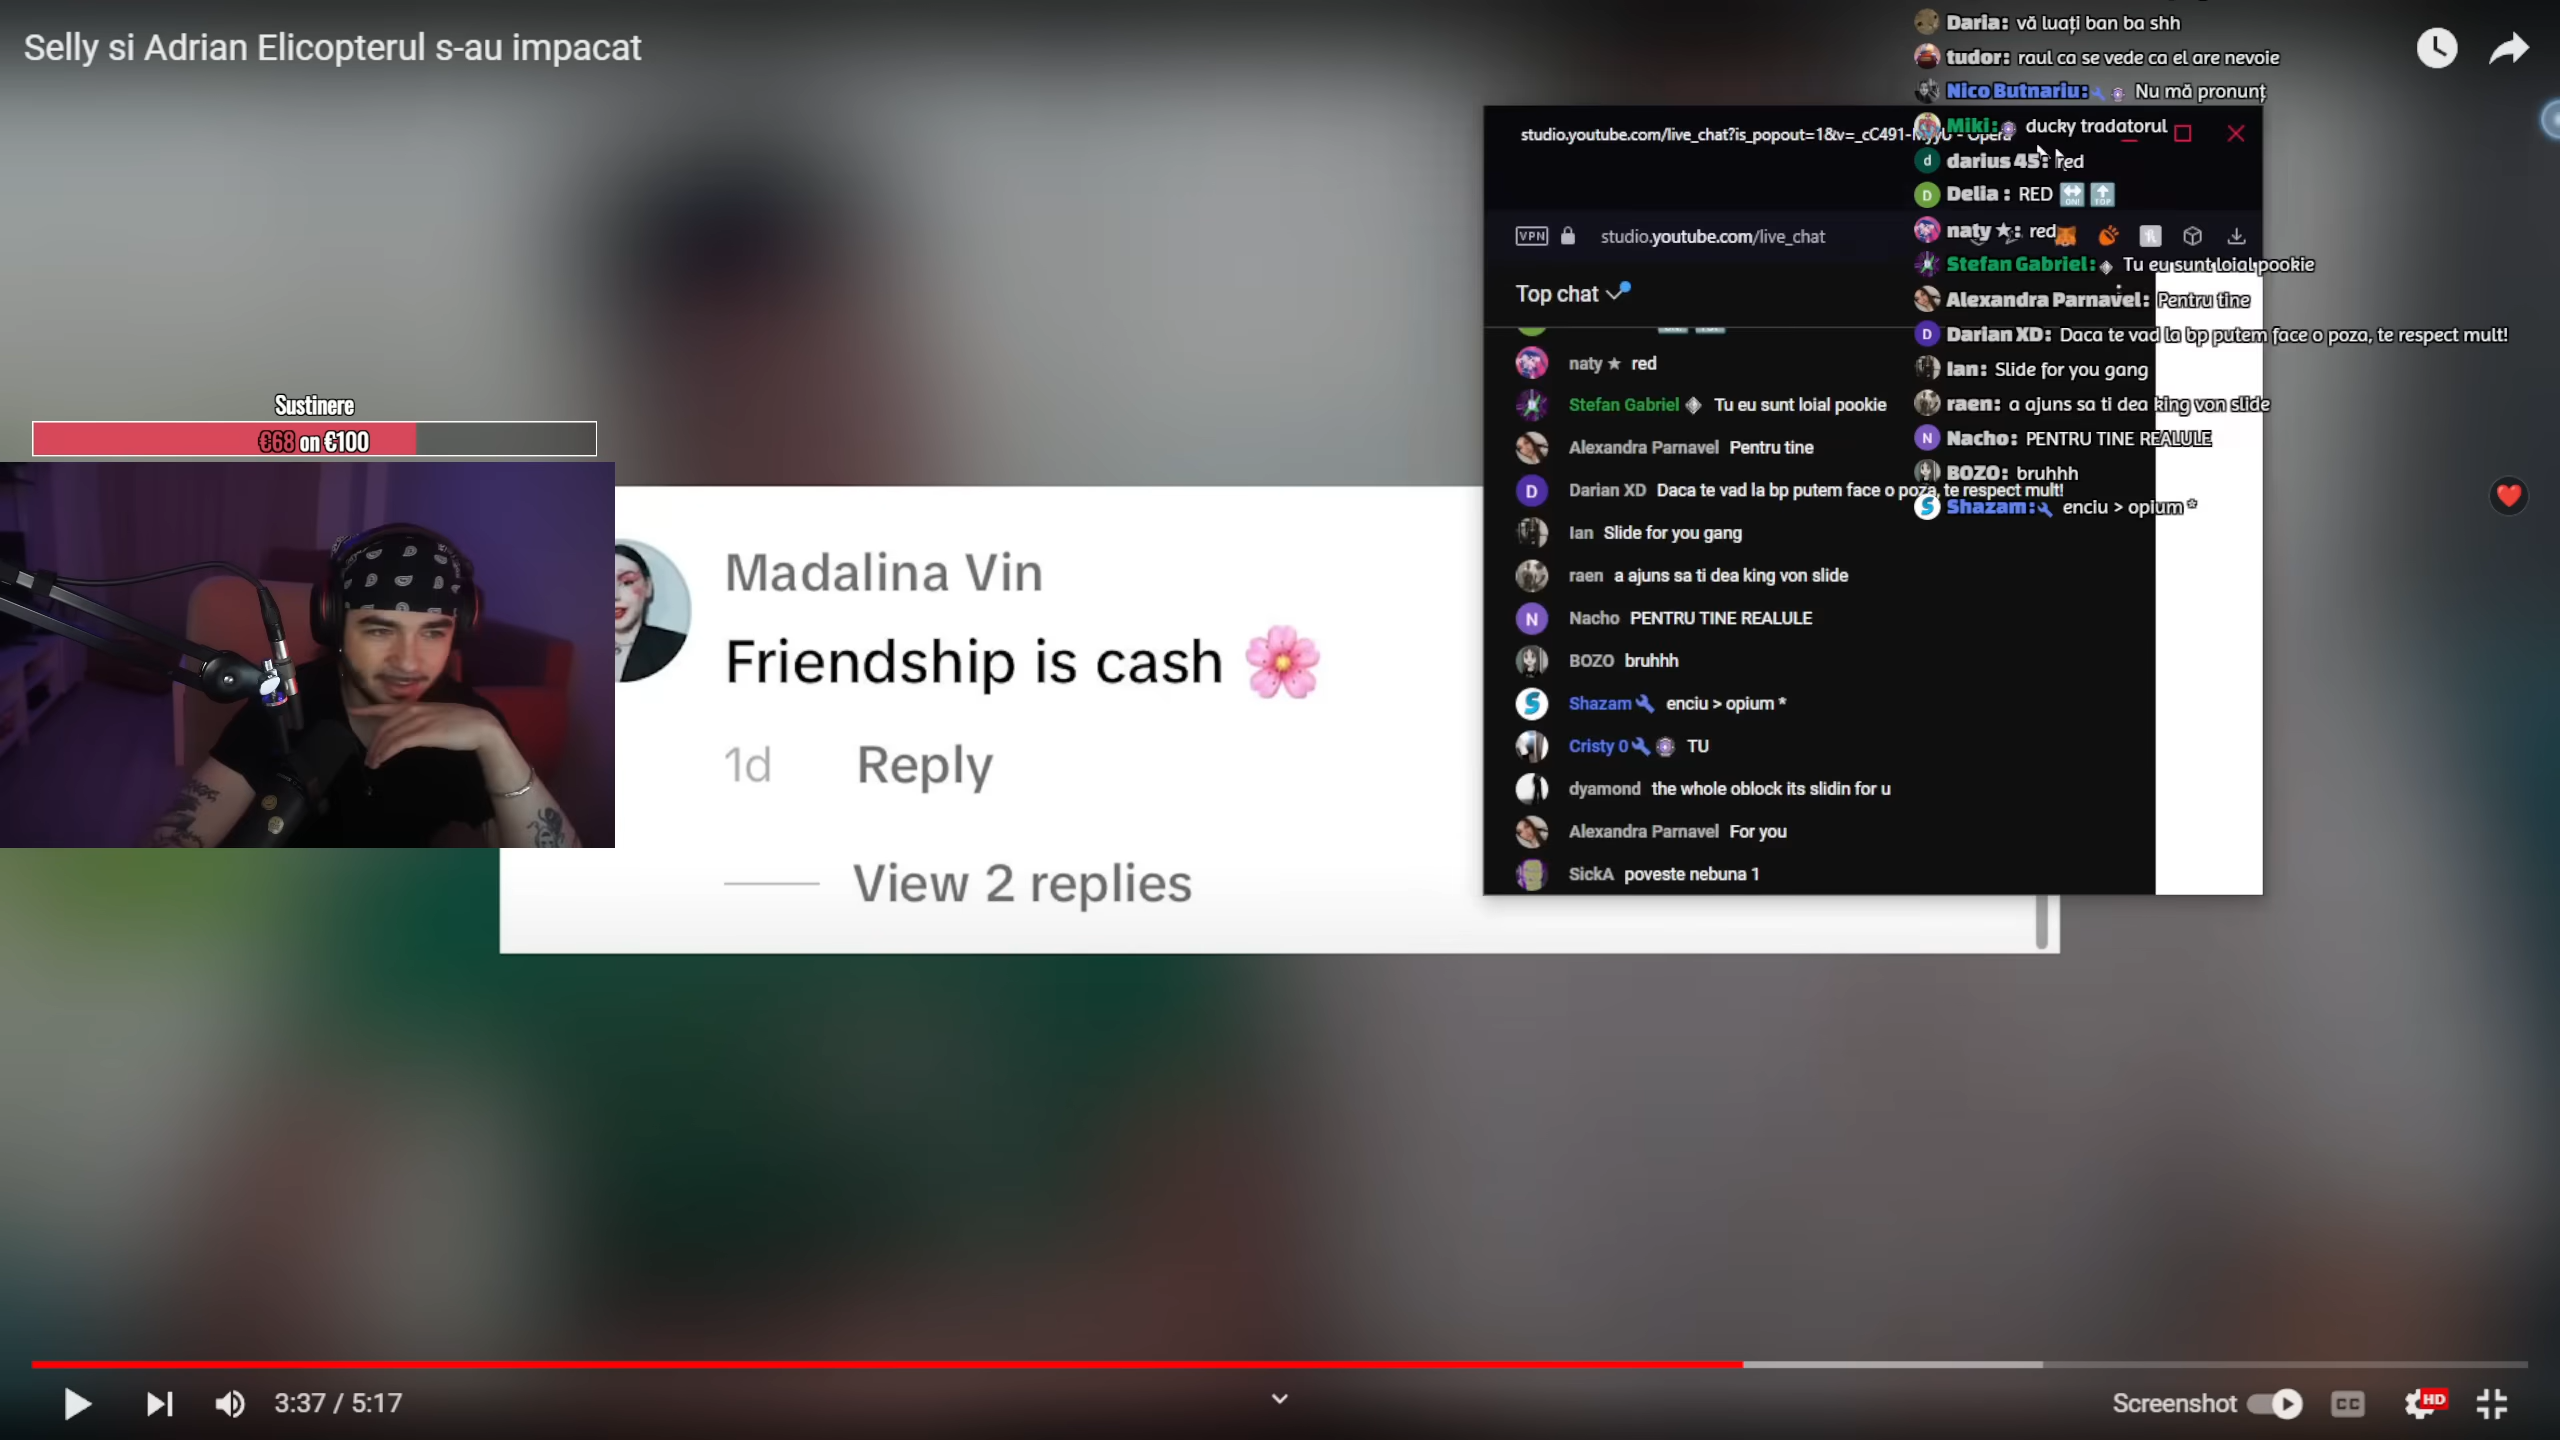 Selly si Adrian Elicopterul s-au impacat
Daria: vă luați ban ba shh
tudor: raul ca se vede ca el are nevoie
Nico Butnariu: Nu mă pronunț
Miki: ducky tradatorul
darius 45: red
Delia : RED ON! TOP
naty ★: red
Stefan Gabriel: Tu eu sunt loial pookie
Alexandra Parnavel: Pentru tine
Darian XD: Daca te vad la bp putem face o poza, te respect mult!
Ian: Slide for you gang
raen: a ajuns sa ti dea king von slide
Nacho: PENTRU TINE REALULE
BOZO: bruhhh
Shazam: enciu > opium *
studio.youtube.com/live_chat?is_popout=1&v=_cC491-
VPN studio.youtube.com/live_chat
Top chat
naty ★ red
Stefan Gabriel Tu eu sunt loial pookie
Alexandra Parnavel Pentru tine
D Darian XD Daca te vad la bp putem face o poza, te respect mult!
Ian Slide for you gang
raen a ajuns sa ti dea king von slide
N Nacho PENTRU TINE REALULE
BOZO bruhhh
S Shazam enciu > opium *
Cristy 0 TU
dyamond the whole oblock its slidin for u
Alexandra Parnavel For you
SickA poveste nebuna 1
Sustinere
€68 on €100
Madalina Vin
Friendship is cash 🌸
1d Reply
View 2 replies
3:37 / 5:17
Screenshot CC HD